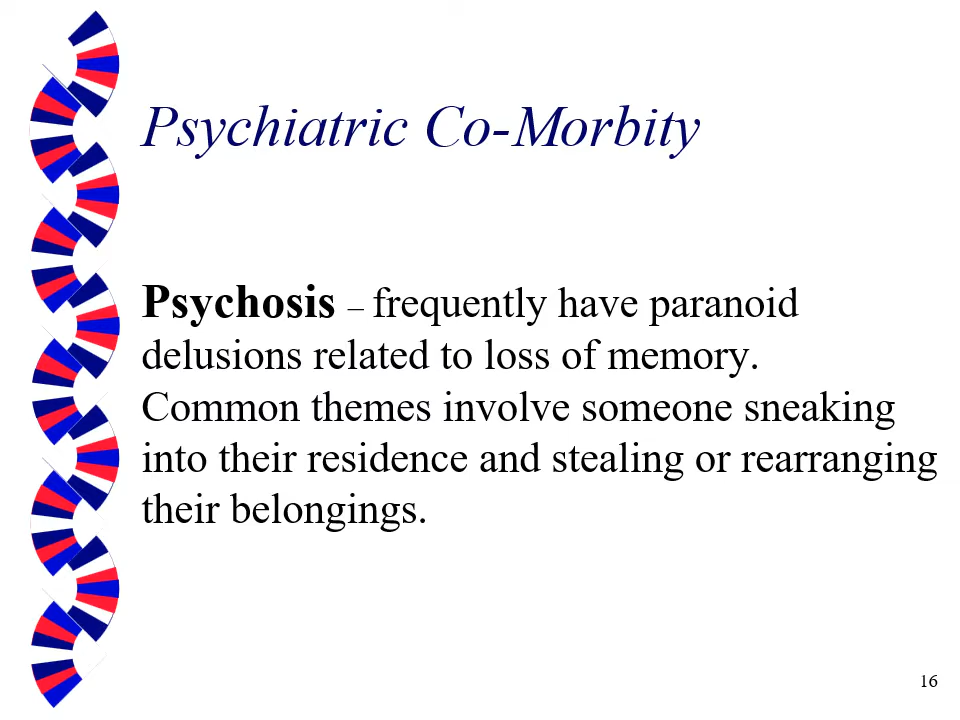 Psychiatric Co-Morbity
Psychosis – frequently have paranoid
delusions related to loss of memory.
Common themes involve someone sneaking
into their residence and stealing or rearranging
their belongings.
16